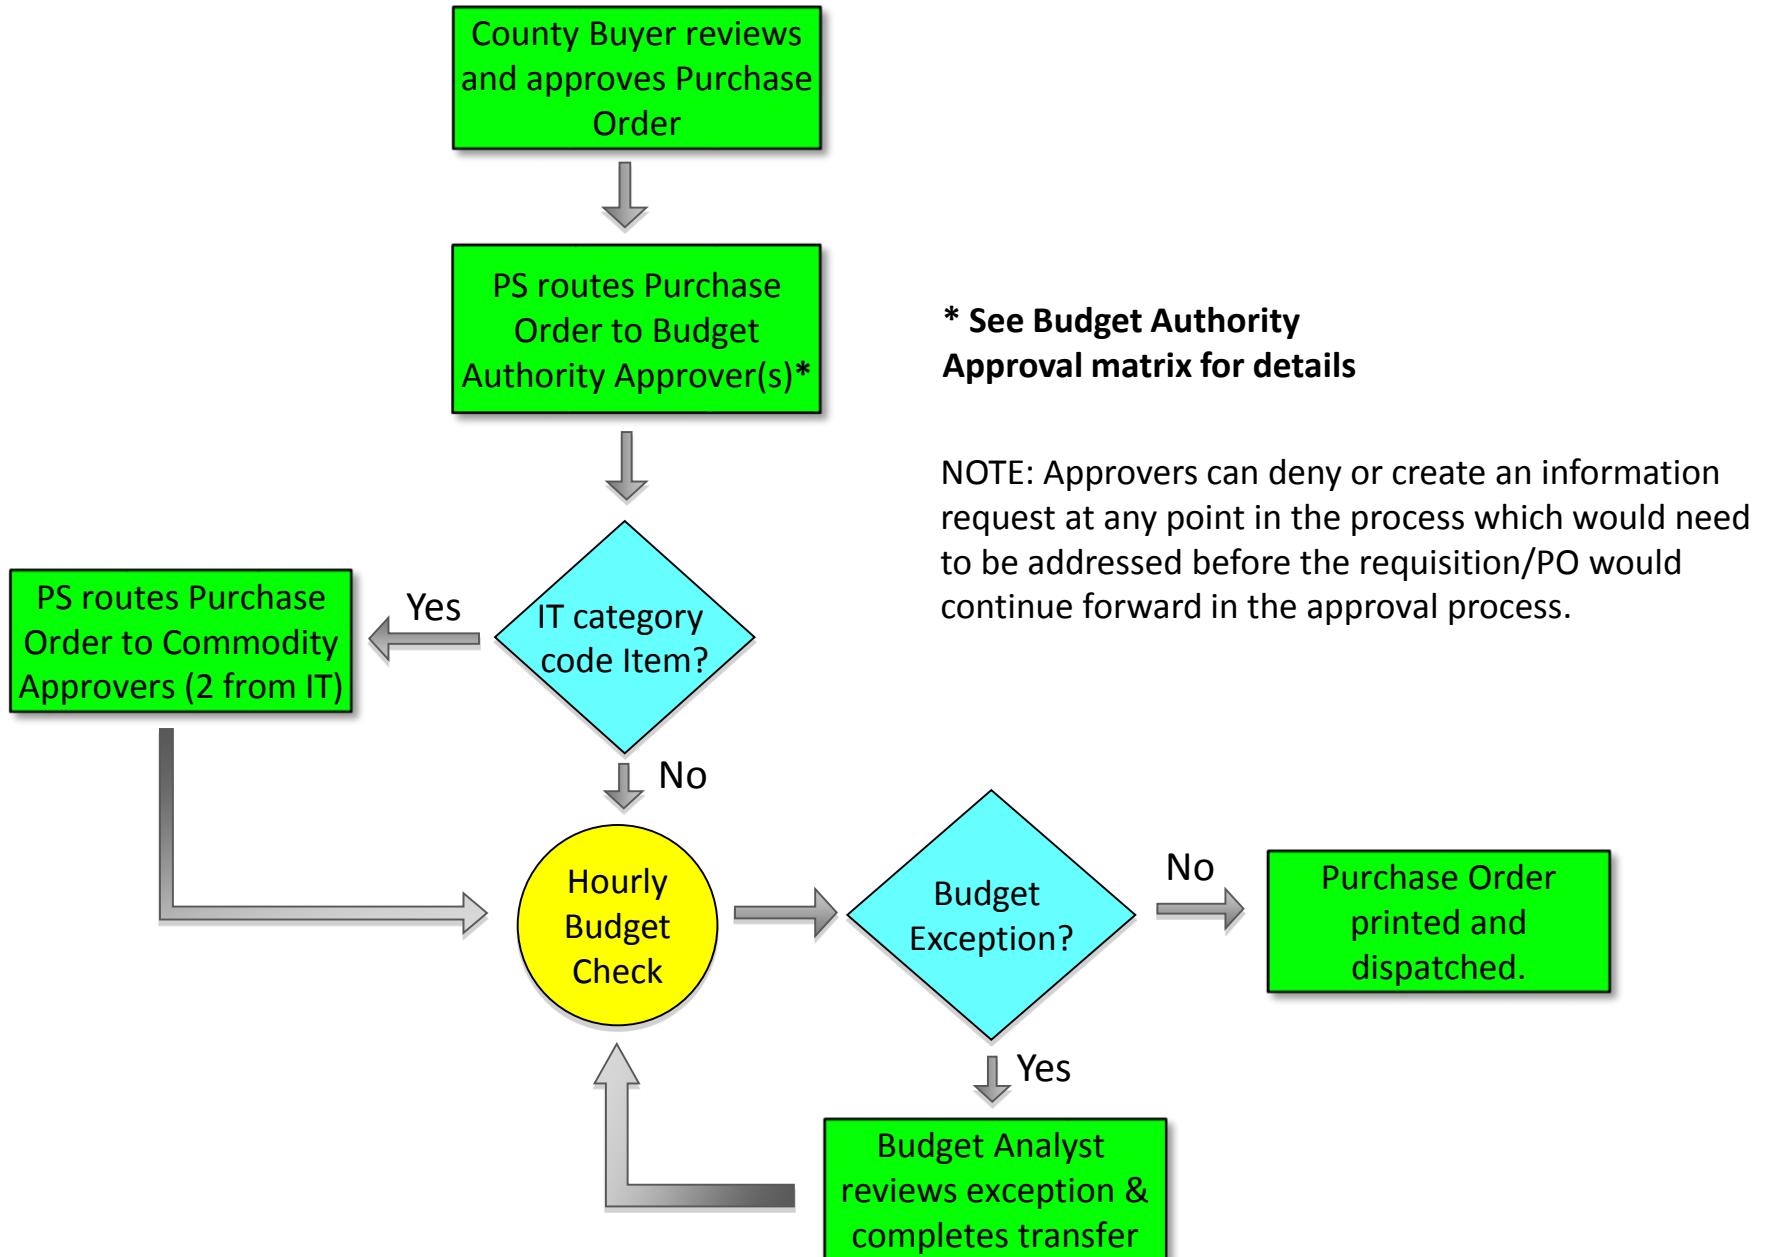 County Buyer reviews
and approves Purchase
Order
PS routes Purchase
Order to Budget
Authority Approver(s)*
* See Budget Authority
Approval matrix for details
NOTE: Approvers can deny or create an information
request at any point in the process which would need
to be addressed before the requisition/PO would
continue forward in the approval process.
PS routes Purchase
Order to Commodity
Approvers (2 from IT)
Yes
IT category
code Item?
No
Hourly
Budget
Check
Budget
Exception?
No
Purchase Order
printed and
dispatched.
Yes
Budget Analyst
reviews exception &
completes transfer